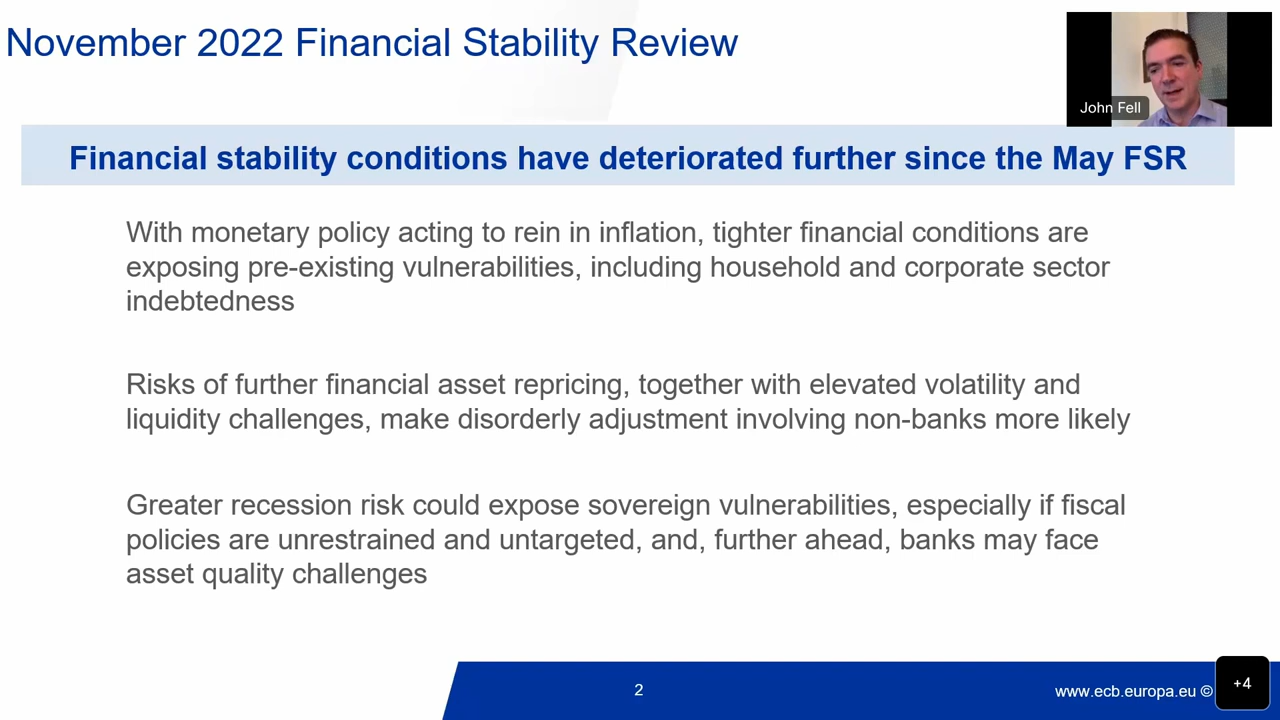 November 2022 Financial Stability Review
John Fell
Financial stability conditions have deteriorated further since the May FSR
With monetary policy acting to rein in inflation, tighter financial conditions are
exposing pre-existing vulnerabilities, including household and corporate sector
indebtedness
Risks of further financial asset repricing, together with elevated volatility and
liquidity challenges, make disorderly adjustment involving non-banks more likely
Greater recession risk could expose sovereign vulnerabilities, especially if fiscal
policies are unrestrained and untargeted, and, further ahead, banks may face
asset quality challenges
2
www.ecb.europa.eu ©
+4